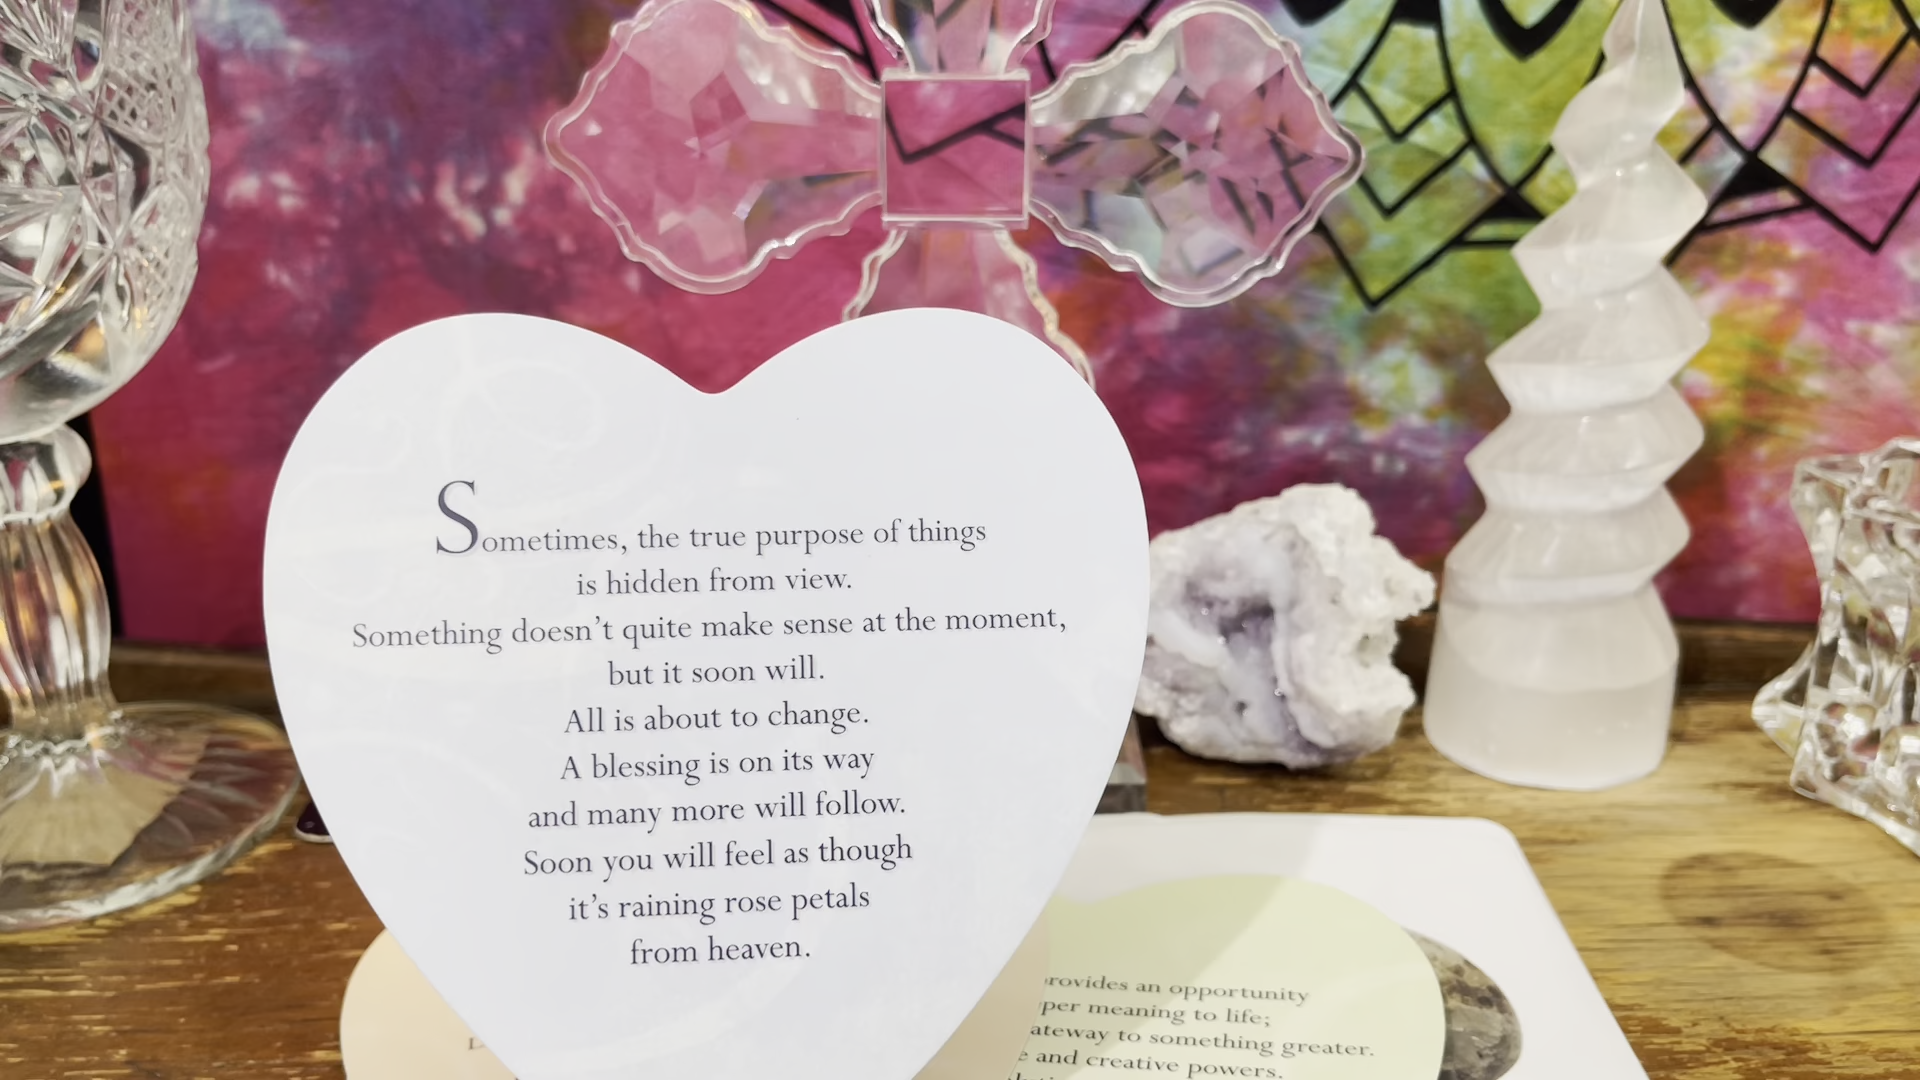 Sometimes, the true purpose of things
is hidden from view.
Something doesn't quite make sense at the moment,
but it soon will.
All is about to change.
A blessing is on its way
and many more will follow.
Soon you will feel as though
it's raining rose petals
from heaven.
an opportunity
meaning to life;
to something greater.
and creative powers.